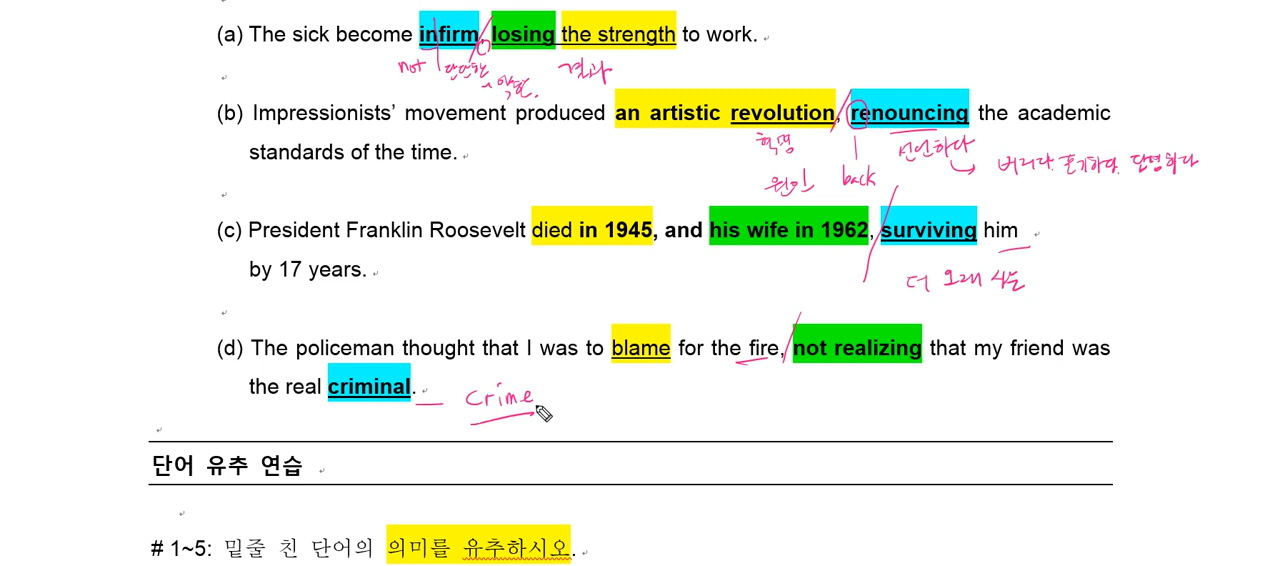 (a) The sick become infirm, losing the strength to work.
not 단단한 → 약한. 결과
(b) Impressionists' movement produced an artistic revolution, renouncing the academic
혁명 선언하다
standards of the time.
원인 back 버리다. 포기하다. 단념하다
(c) President Franklin Roosevelt died in 1945, and his wife in 1962, surviving him
by 17 years.
더 오래 사는
(d) The policeman thought that I was to blame for the fire, not realizing that my friend was
the real criminal.
crime
단어 유추 연습
# 1~5: 밑줄 친 단어의 의미를 유추하시오.